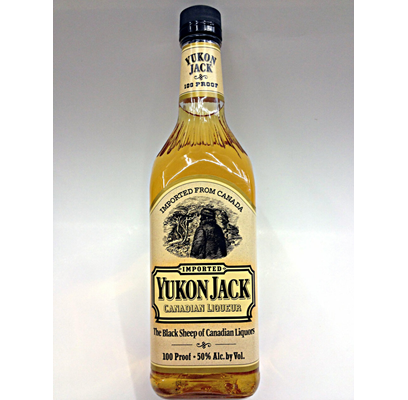 YUKON
JACK
100 PROOF
IMPORTED FROM CANADA
IMPORTED
YUKON JACK
CANADIAN LIQUEUR
The Black Sheep of Canadian Liquors
100 Proof - 50% Alc. by Vol.